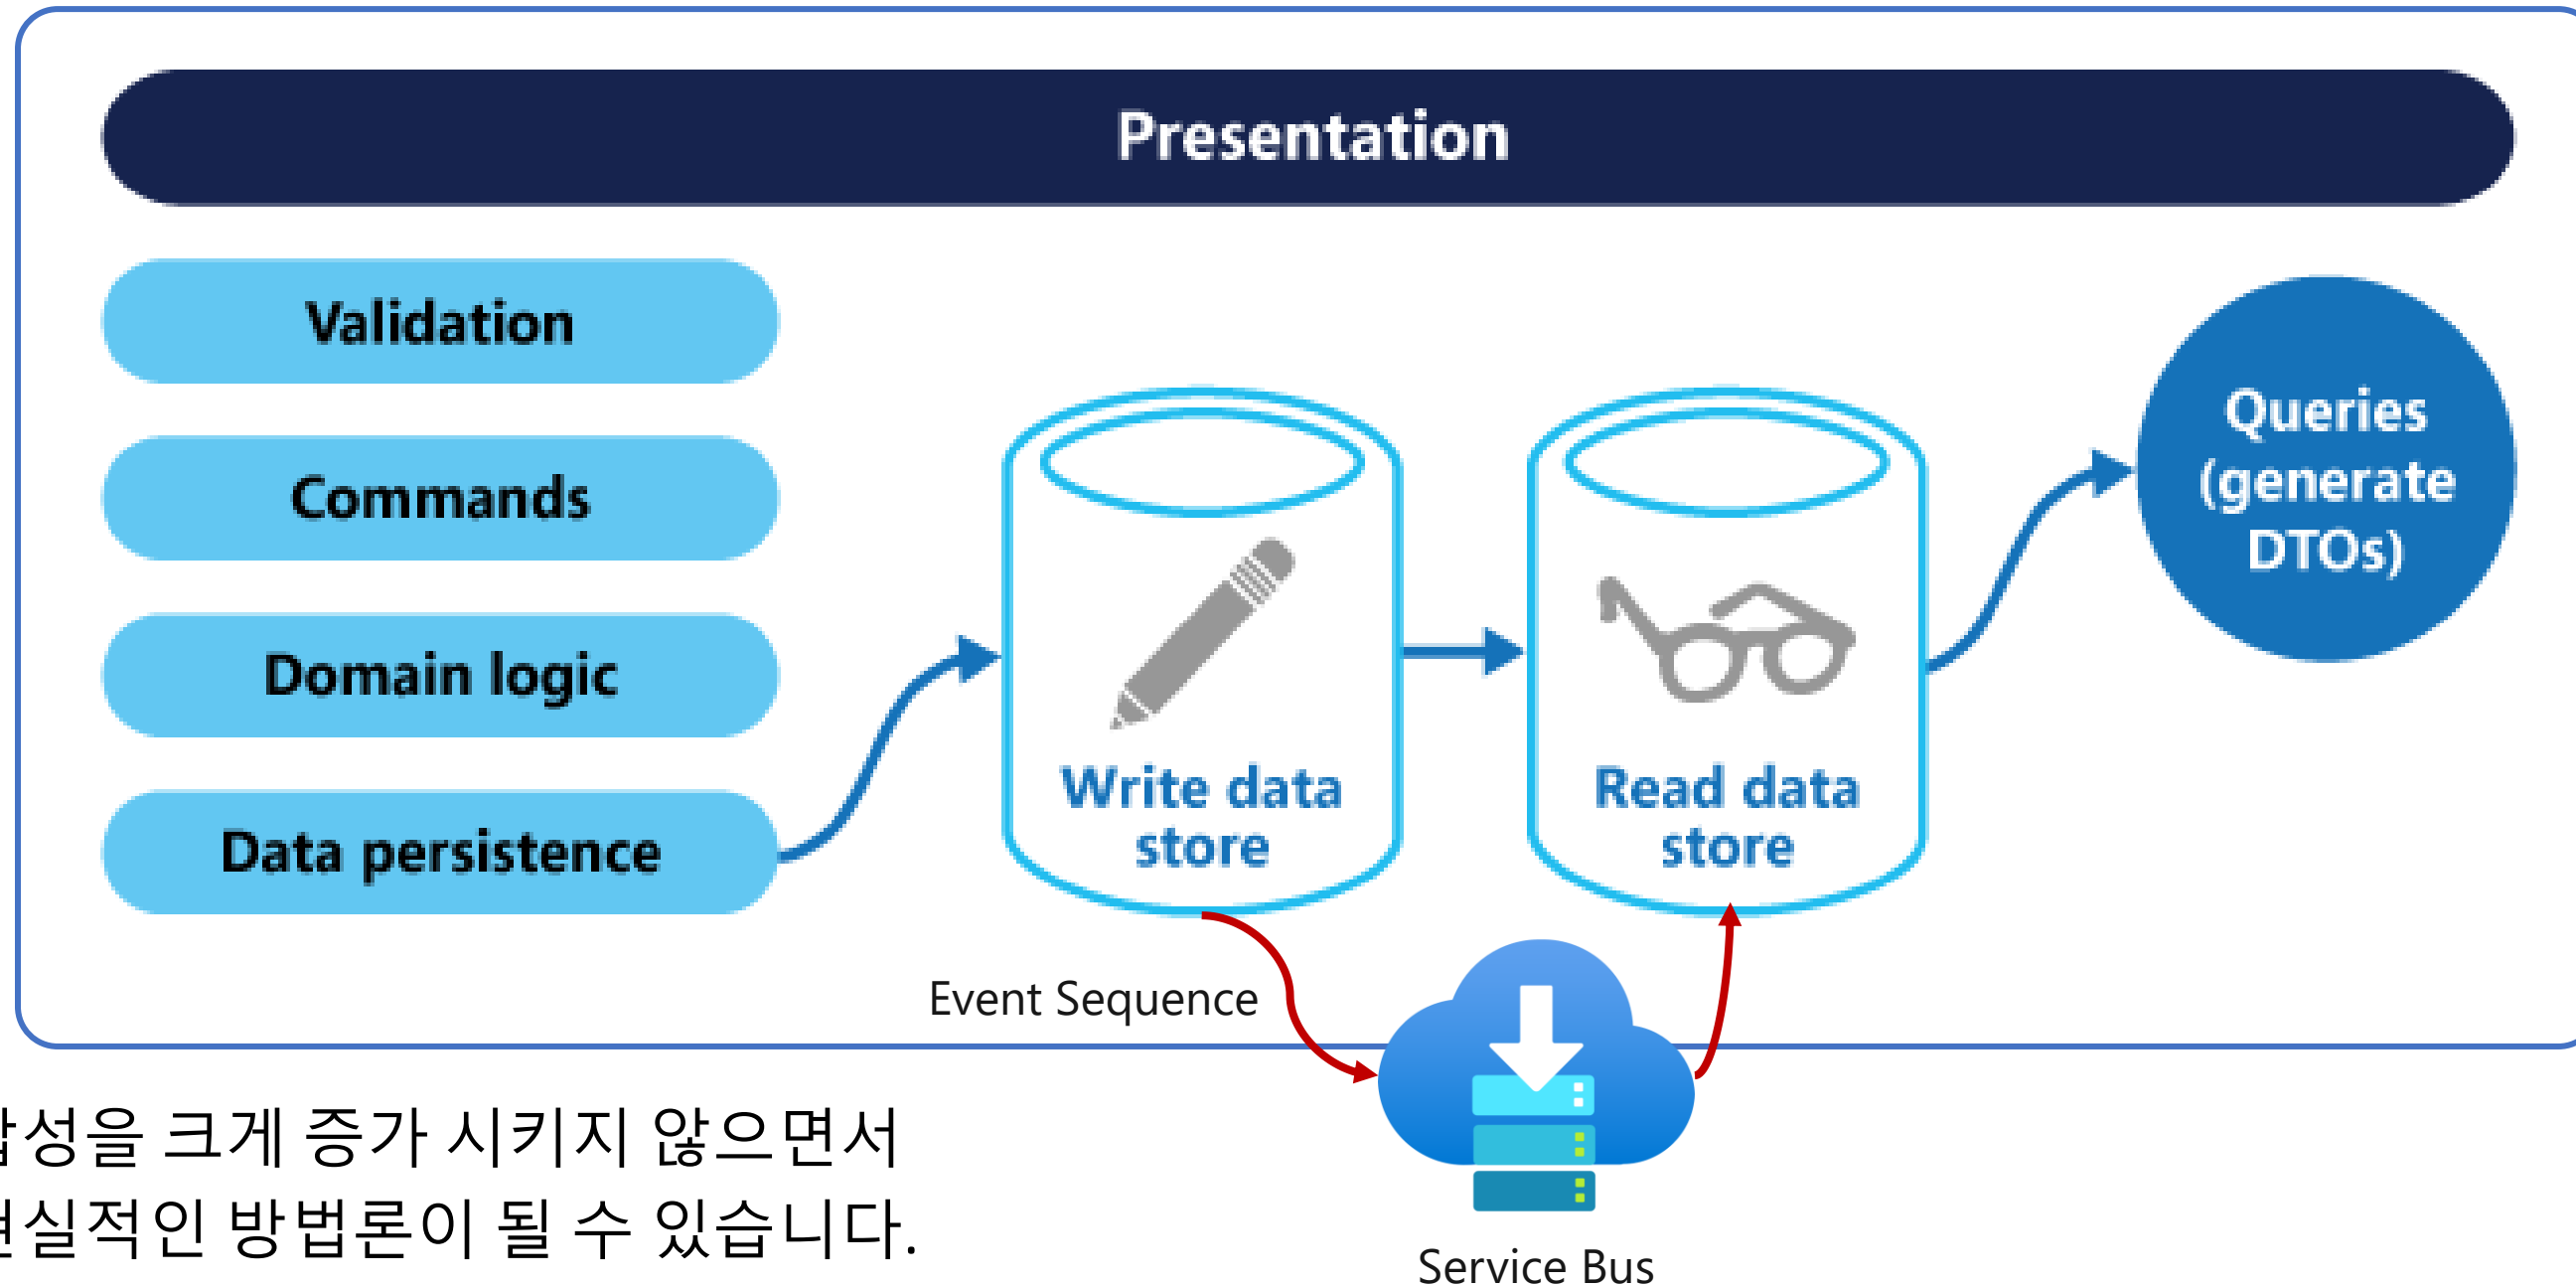 Presentation
Validation
Commands
Domain logic
Data persistence
Write data
store
Read data
store
Queries
(generate
DTOs)
Event Sequence
성을 크게 증가 시키지 않으면서
실적인 방법론이 될 수 있습니다.
Service Bus